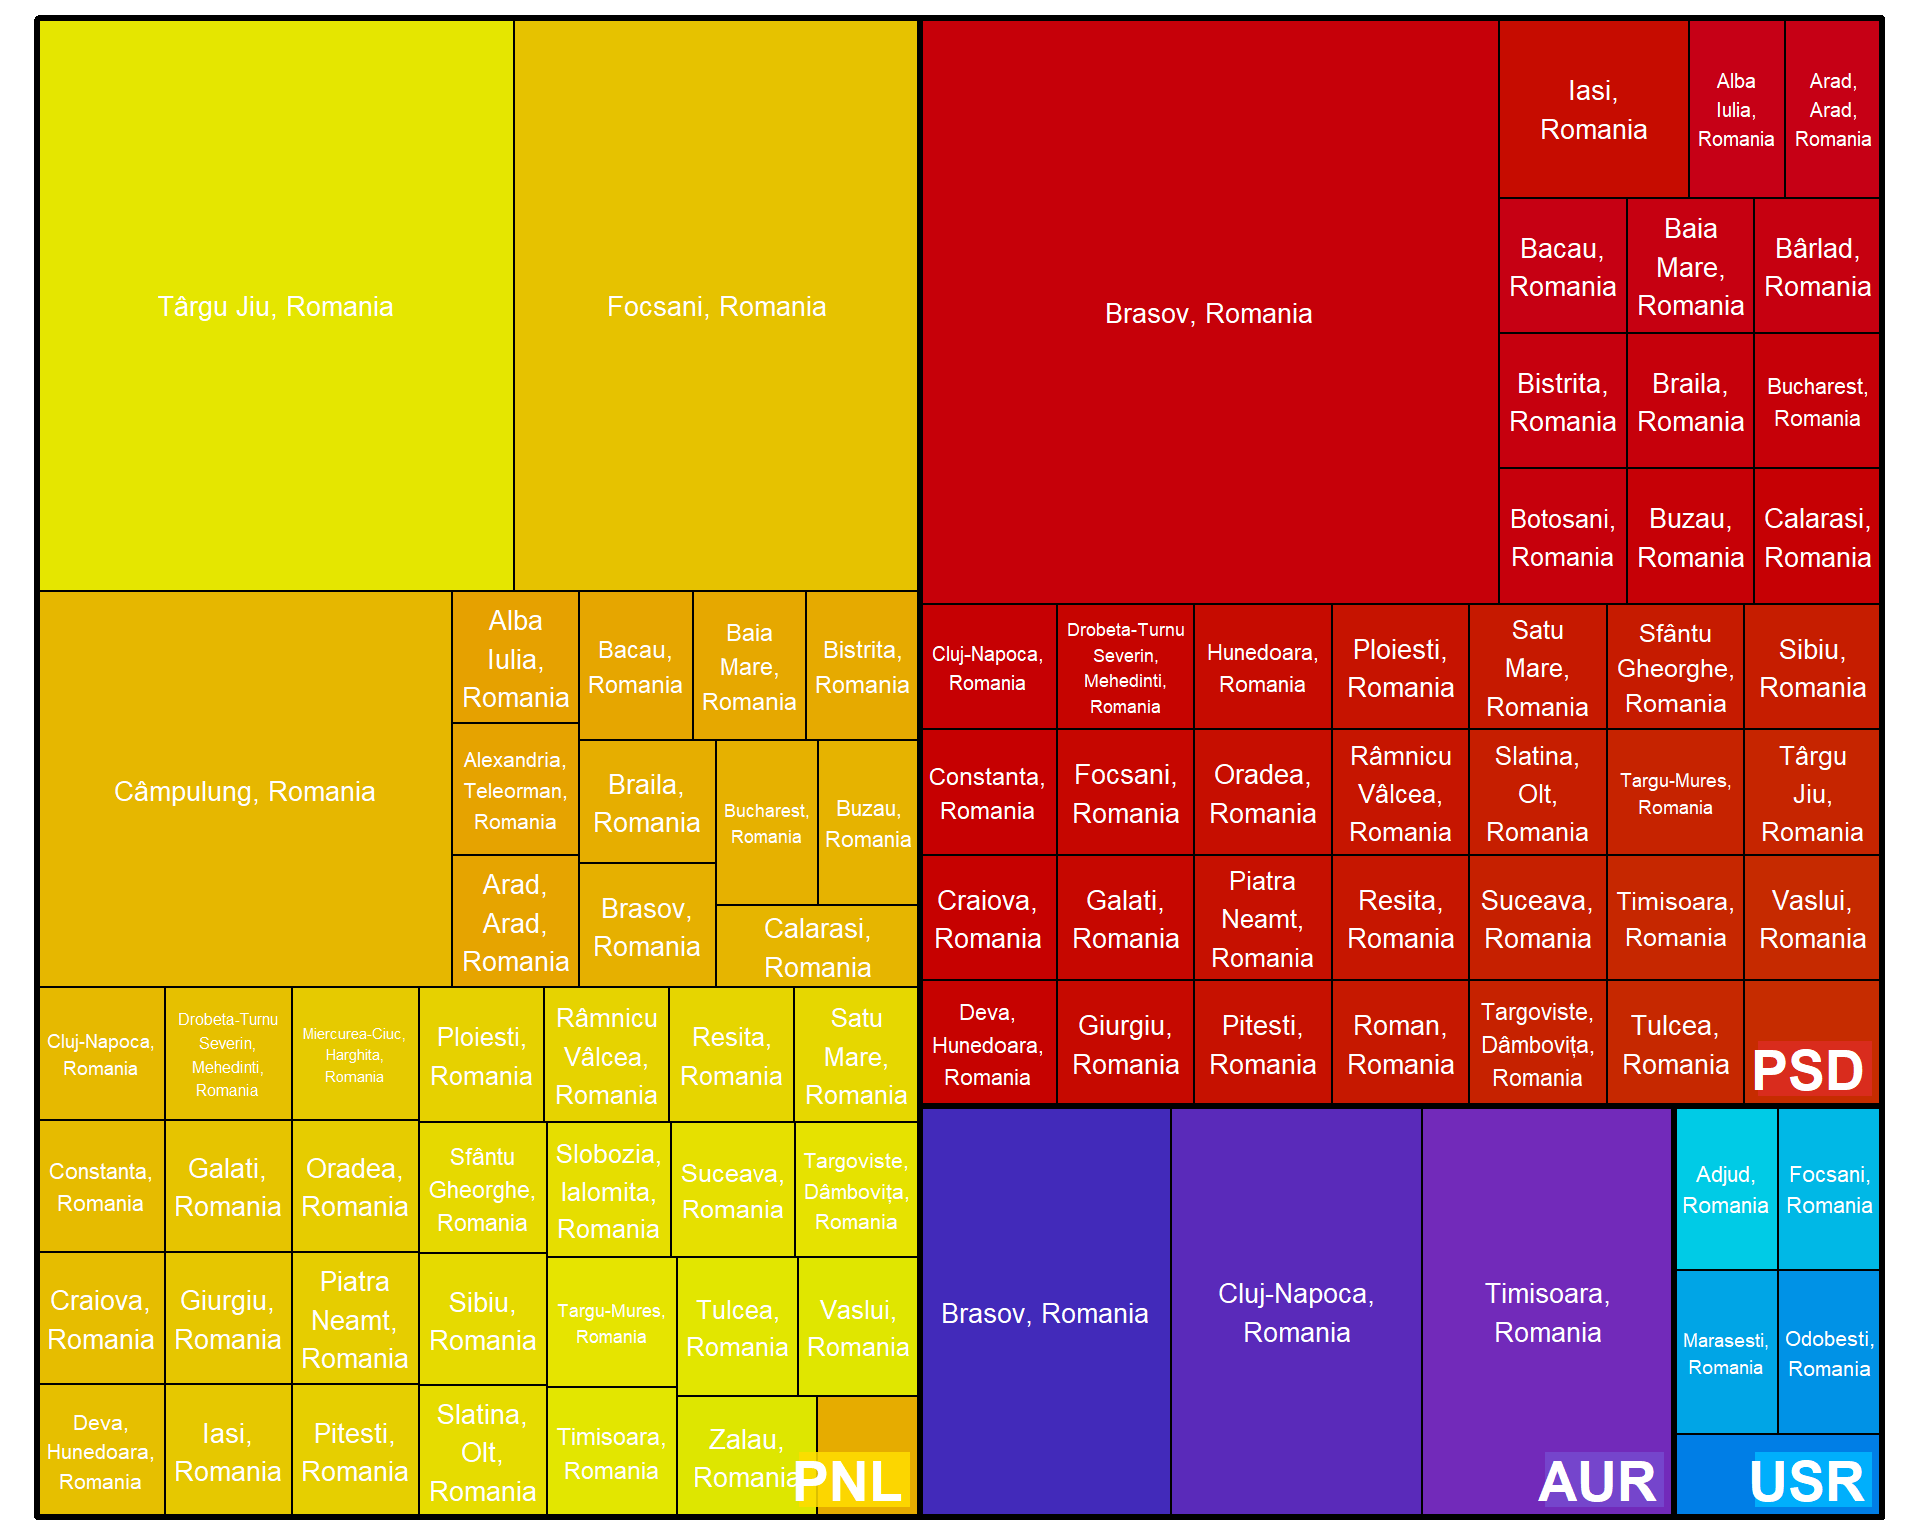 Târgu Jiu, Romania
Focsani, Romania
Câmpulung, Romania
Alba
Iulia,
Romania
Alexandria,
Teleorman,
Romania
Arad,
Arad,
Romania
Bacau,
Romania
Baia
Mare,
Romania
Bistrita,
Romania
Braila,
Romania
Brasov,
Romania
Bucharest,
Romania
Buzau,
Romania
Calarasi,
Romania
Cluj-Napoca,
Romania
Constanta,
Romania
Craiova,
Romania
Deva,
Hunedoara,
Romania
Drobeta-Turnu
Severin,
Mehedinti,
Romania
Galati,
Romania
Giurgiu,
Romania
Iasi,
Romania
Miercurea-Ciuc,
Harghita,
Romania
Oradea,
Romania
Piatra
Neamt,
Romania
Pitesti,
Romania
Ploiesti,
Romania
Râmnicu
Vâlcea,
Romania
Resita,
Romania
Satu
Mare,
Romania
Sfântu
Gheorghe,
Romania
Sibiu,
Romania
Slatina,
Olt,
Romania
Slobozia,
Ialomita,
Romania
Suceava,
Romania
Targoviste,
Dâmbovița,
Romania
Targu-Mures,
Romania
Timisoara,
Romania
Tulcea,
Romania
Vaslui,
Romania
Zalau,
Romania
PNL
Brasov, Romania
Iasi,
Romania
Alba
Iulia,
Romania
Arad,
Arad,
Romania
Bacau,
Romania
Baia
Mare,
Romania
Bârlad,
Romania
Bistrita,
Romania
Braila,
Romania
Bucharest,
Romania
Botosani,
Romania
Buzau,
Romania
Calarasi,
Romania
Cluj-Napoca,
Romania
Constanta,
Romania
Craiova,
Romania
Deva,
Hunedoara,
Romania
Drobeta-Turnu
Severin,
Mehedinti,
Romania
Focsani,
Romania
Galati,
Romania
Giurgiu,
Romania
Hunedoara,
Romania
Oradea,
Romania
Piatra
Neamt,
Romania
Pitesti,
Romania
Ploiesti,
Romania
Râmnicu
Vâlcea,
Romania
Resita,
Romania
Roman,
Romania
Satu
Mare,
Romania
Slatina,
Olt,
Romania
Suceava,
Romania
Targoviste,
Dâmbovița,
Romania
Sfântu
Gheorghe,
Romania
Targu-Mures,
Romania
Timisoara,
Romania
Tulcea,
Romania
Sibiu,
Romania
Târgu
Jiu,
Romania
Vaslui,
Romania
PSD
Brasov, Romania
Cluj-Napoca,
Romania
Timisoara,
Romania
AUR
Adjud,
Romania
Focsani,
Romania
Marasesti,
Romania
Odobesti,
Romania
USR